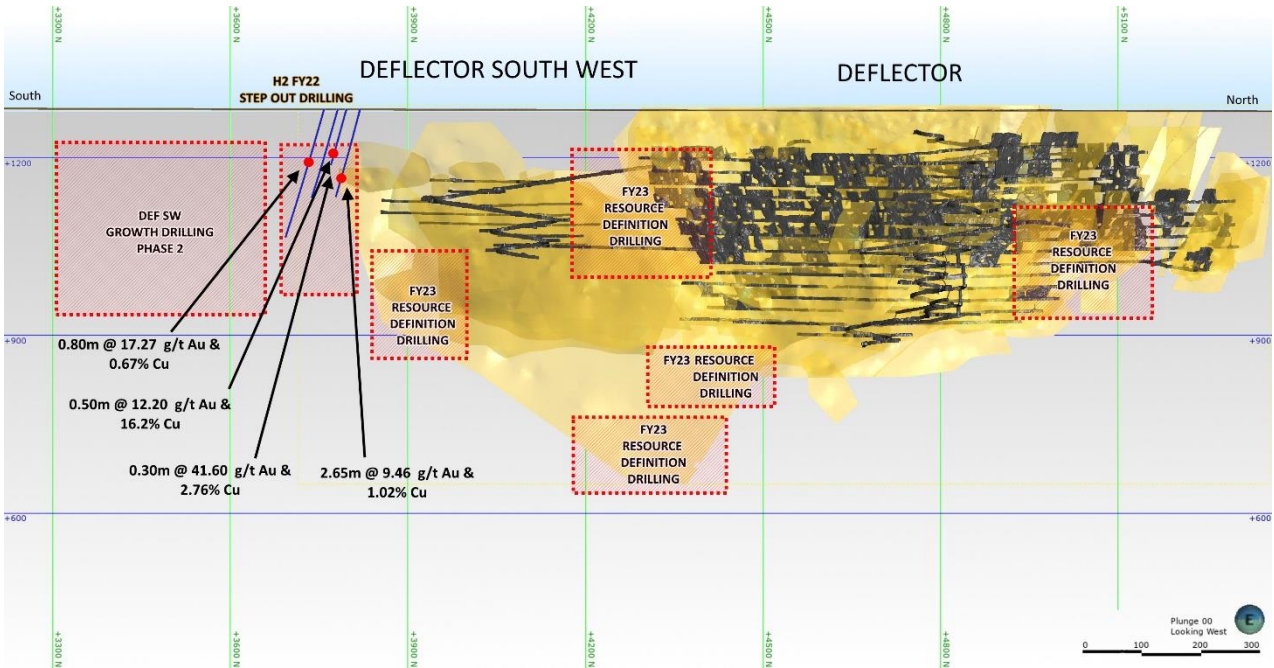 +3300 N
+3600 N
+3900 N
+4200 N
+4500 N
+4800 N
+5100 N
DEFLECTOR SOUTH WEST
DEFLECTOR
H2 FY22
STEP OUT DRILLING
South
North
+1200
+1200
DEF SW
GROWTH DRILLING
PHASE 2
FY23
RESOURCE
DEFINITION
DRILLING
FY23
RESOURCE
DEFINITION
DRILLING
FY23
RESOURCE
DEFINITION
DRILLING
+900
+900
0.80m @ 17.27 g/t Au &
0.67% Cu
FY23 RESOURCE
DEFINITION
DRILLING
0.50m @ 12.20 g/t Au &
16.2% Cu
FY23
RESOURCE
DEFINITION
DRILLING
0.30m @ 41.60 g/t Au &
2.76% Cu
2.65m @ 9.46 g/t Au &
1.02% Cu
+600
+600
Plunge 00
Looking West
E
0 100 200 300
+3300 N
+3600 N
+3900 N
+4200 N
+4500 N
+4800 N